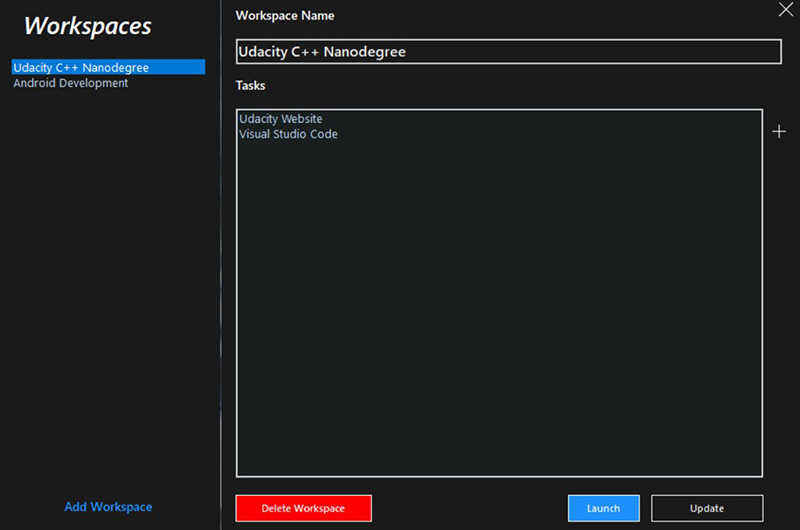 Workspaces
Udacity C++ Nanodegree
Android Development
Add Workspace
Workspace Name
Udacity C++ Nanodegree
Tasks
Udacity Website
Visual Studio Code
Delete Workspace
Launch
Update